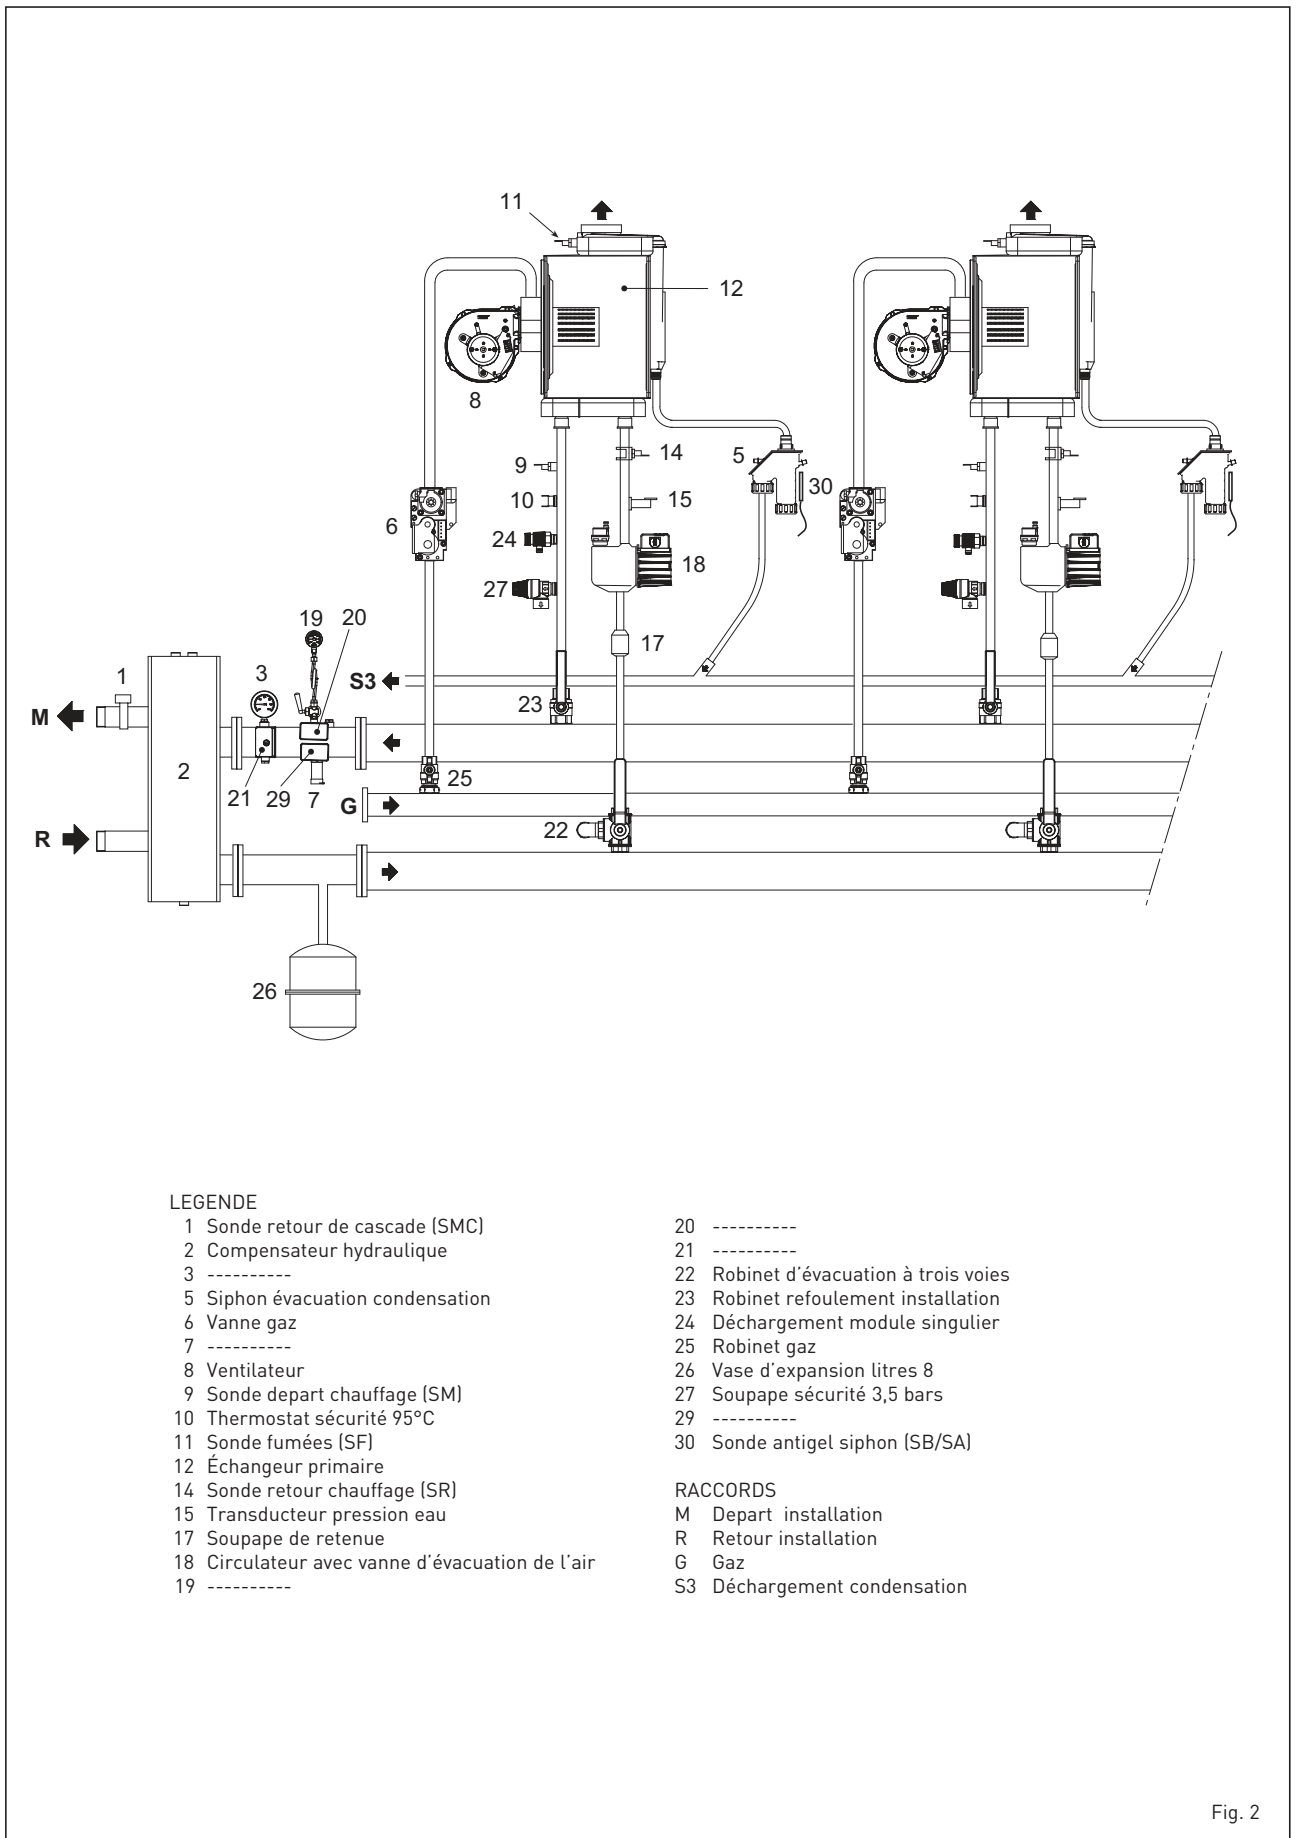 11
12
8
9
14
5
10
15
30
6
24
18
27
19
20
17
1
3
S3
M
23
2
21
29
7
25
G
R
22
26
LEGENDE
1 Sonde retour de cascade (SMC)
2 Compensateur hydraulique
3 ----------
5 Siphon évacuation condensation
6 Vanne gaz
7 ----------
8 Ventilateur
9 Sonde depart chauffage (SM)
10 Thermostat sécurité 95°C
11 Sonde fumées (SF)
12 Échangeur primaire
14 Sonde retour chauffage (SR)
15 Transducteur pression eau
17 Soupape de retenue
18 Circulateur avec vanne d'évacuation de l'air
19 ----------
20 ----------
21 ----------
22 Robinet d'évacuation à trois voies
23 Robinet refoulement installation
24 Déchargement module singulier
25 Robinet gaz
26 Vase d'expansion litres 8
27 Soupape sécurité 3,5 bars
29 ----------
30 Sonde antigel siphon (SB/SA)
RACCORDS
M Depart installation
R Retour installation
G Gaz
S3 Déchargement condensation
Fig. 2